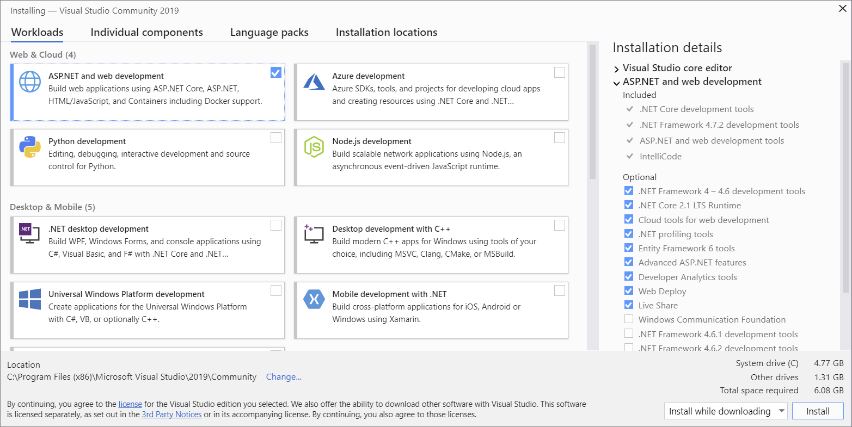 Installing — Visual Studio Community 2019
Workloads
Individual components
Language packs
Installation locations
Web & Cloud (4)
ASP.NET and web development
Build web applications using ASP.NET Core, ASP.NET,
HTML/JavaScript, and Containers including Docker support.
Azure development
Azure SDKs, tools, and projects for developing cloud apps
and creating resources using .NET Core and .NET...
Python development
Editing, debugging, interactive development and source
control for Python.
Node.js development
Build scalable network applications using Node.js, an
asynchronous event-driven JavaScript runtime.
Desktop & Mobile (5)
.NET
.NET desktop development
Build WPF, Windows Forms, and console applications using
C#, Visual Basic, and F# with .NET Core and .NET...
Desktop development with C++
Build modern C++ apps for Windows using tools of your
choice, including MSVC, Clang, CMake, or MSBuild.
Universal Windows Platform development
Create applications for the Universal Windows Platform
with C#, VB, or optionally C++.
Mobile development with .NET
Build cross-platform applications for iOS, Android or
Windows using Xamarin.
Installation details
Visual Studio core editor
ASP.NET and web development
Included
.NET Core development tools
.NET Framework 4.7.2 development tools
ASP.NET and web development tools
IntelliCode
Optional
.NET Framework 4 – 4.6 development tools
.NET Core 2.1 LTS Runtime
Cloud tools for web development
.NET profiling tools
Entity Framework 6 tools
Advanced ASP.NET features
Developer Analytics tools
Web Deploy
Live Share
Windows Communication Foundation
.NET Framework 4.6.1 development tools
.NET Framework 4.6.2 development tools
Location
C:\Program Files (x86)\Microsoft Visual Studio\2019\Community
Change...
System drive (C) 4.77 GB
Other drives 1.31 GB
Total space required 6.08 GB
By continuing, you agree to the license for the Visual Studio edition you selected. We also offer the ability to download other software with Visual Studio. This software
is licensed separately, as set out in the 3rd Party Notices or in its accompanying license. By continuing, you also agree to those licenses.
Install while downloading
Install